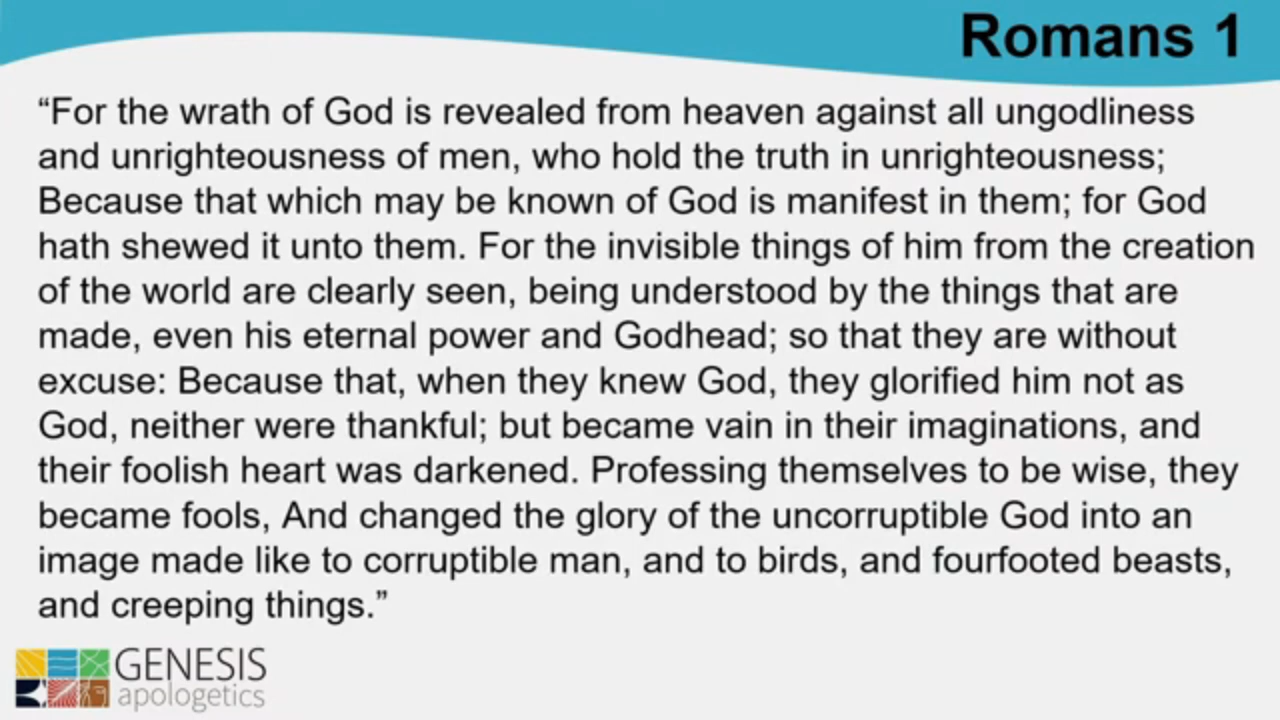 Romans 1
“For the wrath of God is revealed from heaven against all ungodliness
and unrighteousness of men, who hold the truth in unrighteousness;
Because that which may be known of God is manifest in them; for God
hath shewed it unto them. For the invisible things of him from the creation
of the world are clearly seen, being understood by the things that are
made, even his eternal power and Godhead; so that they are without
excuse: Because that, when they knew God, they glorified him not as
God, neither were thankful; but became vain in their imaginations, and
their foolish heart was darkened. Professing themselves to be wise, they
became fools, And changed the glory of the uncorruptible God into an
image made like to corruptible man, and to birds, and fourfooted beasts,
and creeping things.”
GENESIS
apologetics